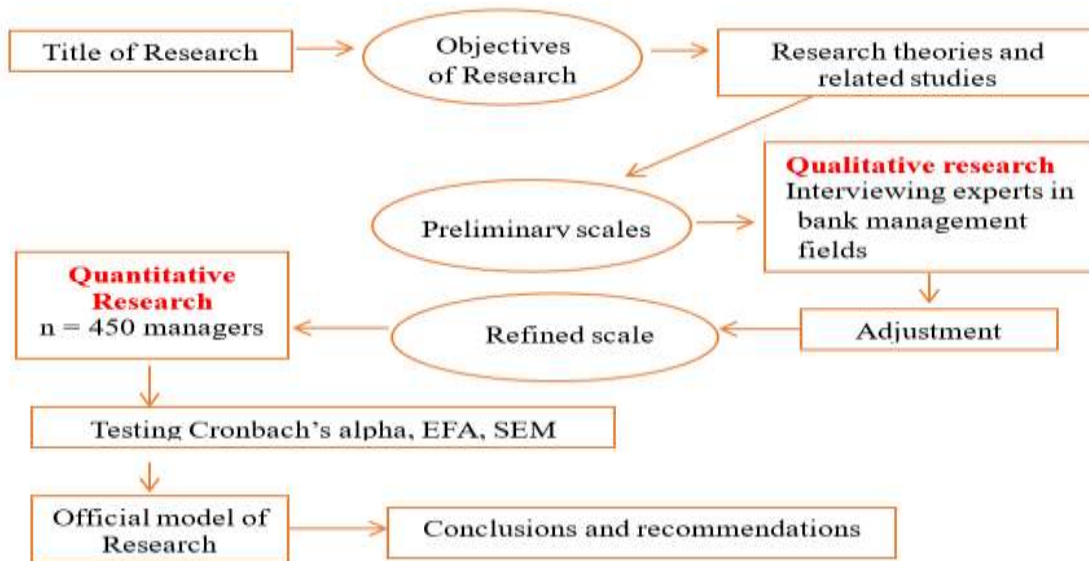 Title of Research
Objectives
of Research
Research theories and
related studies
Preliminary scales
Qualitative research
Interviewing experts in
bank management
fields
Adjustment
Refined scale
Quantitative
Research
n = 450 managers
Testing Cronbach's alpha, EFA, SEM
Official model of
Research
Conclusions and recommendations